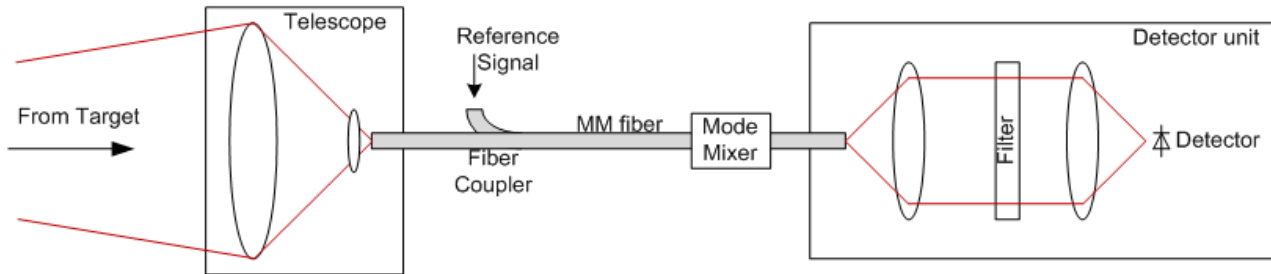 Telescope
Reference
Signal
Detector unit
From Target
MM fiber
Mode
Mixer
Fiber
Coupler
Filter
Detector